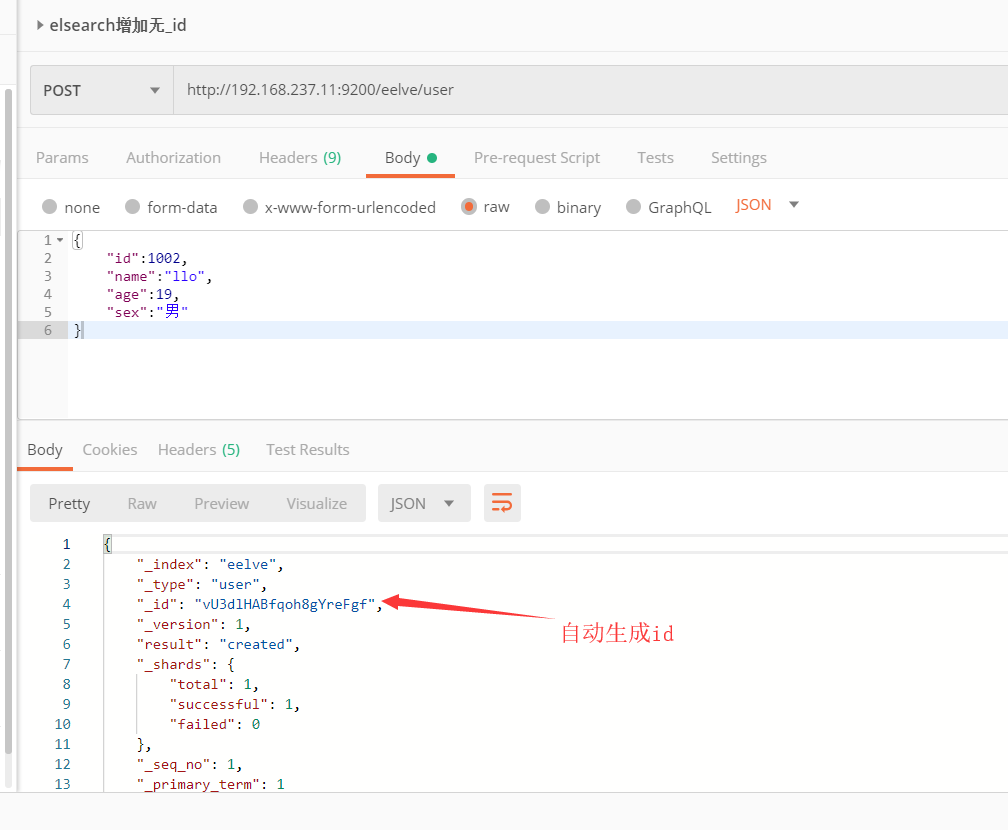 elsearch增加无_id
POST http://192.168.237.11:9200/eelve/user
Params Authorization Headers (9) Body Pre-request Script Tests Settings
none form-data x-www-form-urlencoded raw binary GraphQL JSON
1 {
2 "id":1002,
3 "name":"llo",
4 "age":19,
5 "sex":"男"
6 }
Body Cookies Headers (5) Test Results
Pretty Raw Preview Visualize JSON
1 {
2 "_index": "eelve",
3 "_type": "user",
4 "_id": "vU3dlHABfqoh8gYreFgf",
自动生成id
5 "_version": 1,
6 "result": "created",
7 "_shards": {
8 "total": 1,
9 "successful": 1,
10 "failed": 0
11 },
12 "_seq_no": 1,
13 "_primary_term": 1